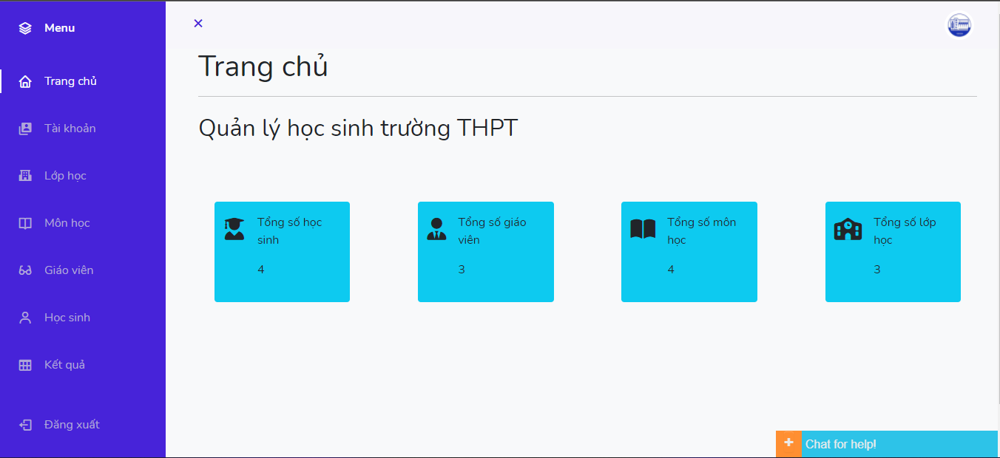 Menu
Trang chủ
Tài khoản
Lớp học
Môn học
Giáo viên
Học sinh
Kết quả
Đăng xuất
Trang chủ
Quản lý học sinh trường THPT
Tổng số học
sinh
4
Tổng số giáo
viên
3
Tổng số môn
học
4
Tổng số lớp
học
3
Chat for help!